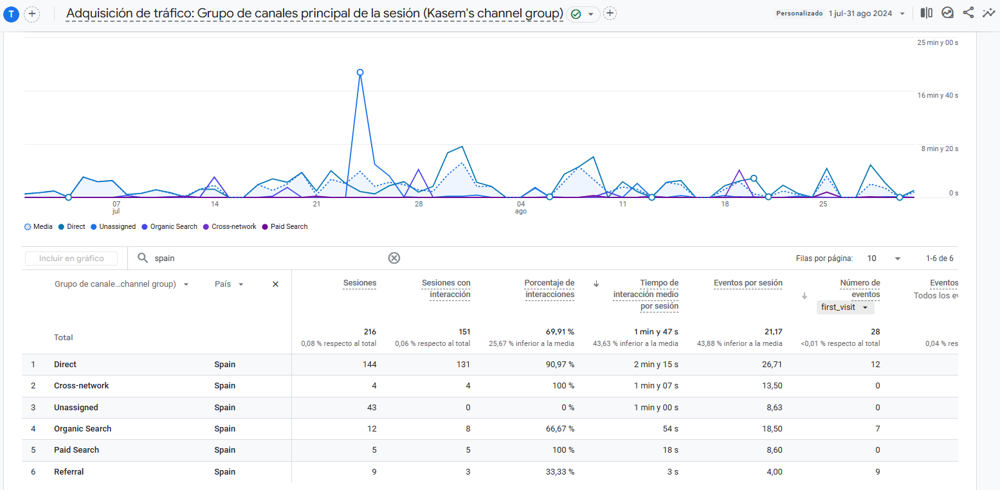 T
Adquisición de tráfico: Grupo de canales principal de la sesión (Kasem's channel group)
Personalizado 1 jul-31 ago 2024
25 min y 00 s
16 min y 40 s
8 min y 20 s
0 s
07 14 21 28 04 11 18 25
jul ago
Media Direct Unassigned Organic Search Cross-network Paid Search
Incluir en gráfico spain Filas por página: 10 1-6 de 6
Grupo de canale...channel group) País Sesiones Sesiones con interacción Porcentaje de interacciones Tiempo de interacción medio por sesión Eventos por sesión Número de eventos Eventos
first_visit Todos los ev
Total 216 151 69,91 % 1 min y 47 s 21,17 28
0,08 % respecto al total 0,06 % respecto al total 25,67 % inferior a la media 43,63 % inferior a la media 43,88 % inferior a la media <0,01 % respecto al total 0,04 % res
1 Direct Spain 144 131 90,97 % 2 min y 15 s 26,71 12
2 Cross-network Spain 4 4 100 % 1 min y 07 s 13,50 0
3 Unassigned Spain 43 0 0 % 1 min y 00 s 8,63 0
4 Organic Search Spain 12 8 66,67 % 54 s 18,50 7
5 Paid Search Spain 5 5 100 % 18 s 8,60 0
6 Referral Spain 9 3 33,33 % 3 s 4,00 9